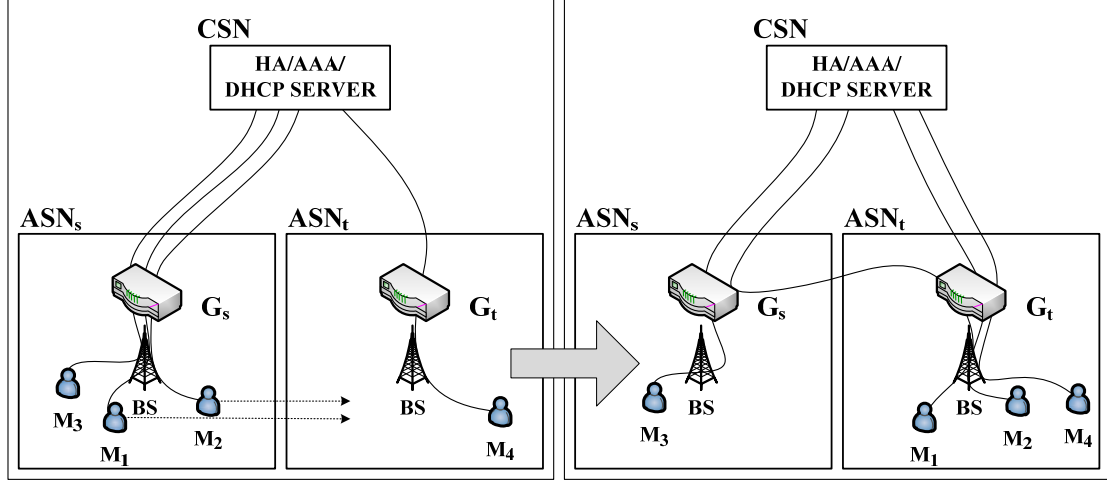 CSN
HA/AAA/
DHCP SERVER
ASNs
ASNt
Gs
Gt
BS
BS
M3
M1
M2
M4
CSN
HA/AAA/
DHCP SERVER
ASNs
ASNt
Gs
Gt
BS
BS
M3
M1
M2
M4